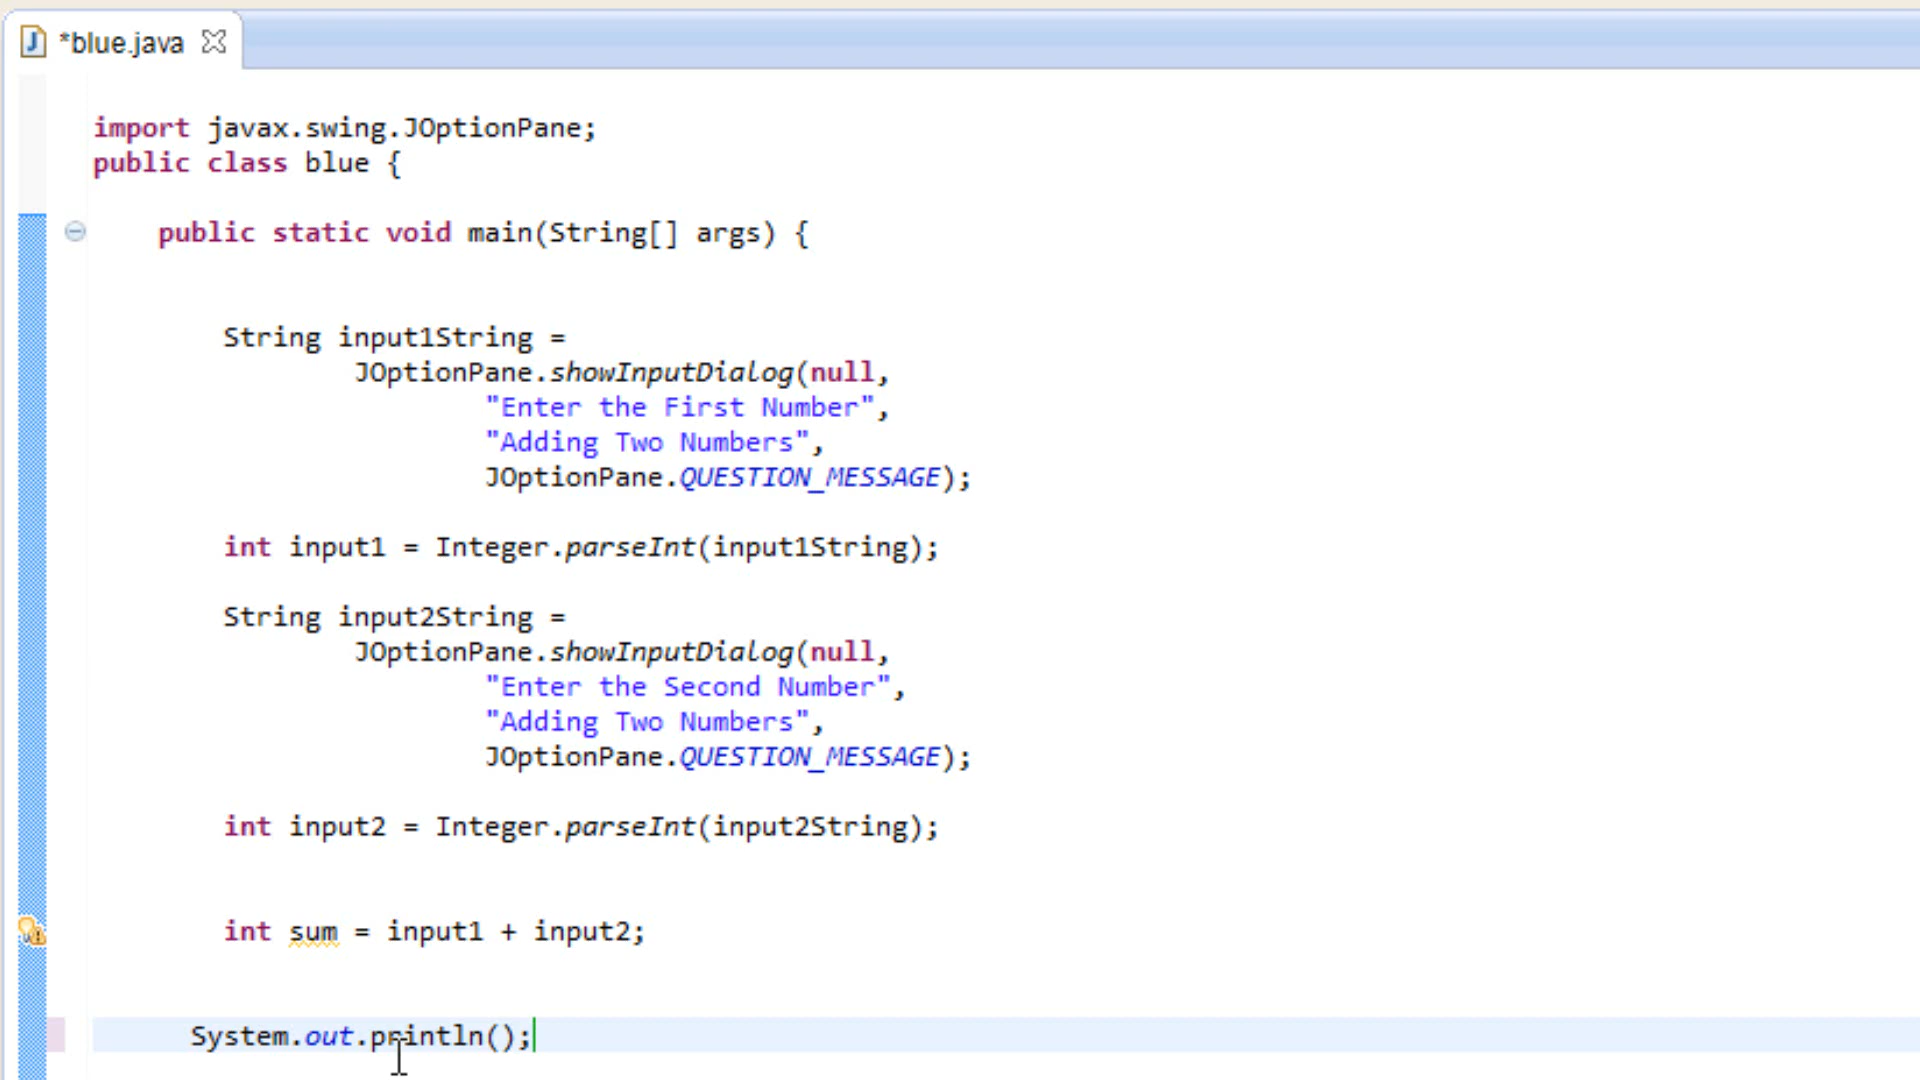 *blue.java
import javax.swing.JOptionPane;
public class blue {
public static void main(String[] args) {
String input1String =
JOptionPane.showInputDialog(null,
"Enter the First Number",
"Adding Two Numbers",
JOptionPane.QUESTION_MESSAGE);
int input1 = Integer.parseInt(input1String);
String input2String =
JOptionPane.showInputDialog(null,
"Enter the Second Number",
"Adding Two Numbers",
JOptionPane.QUESTION_MESSAGE);
int input2 = Integer.parseInt(input2String);
int sum = input1 + input2;
System.out.println();